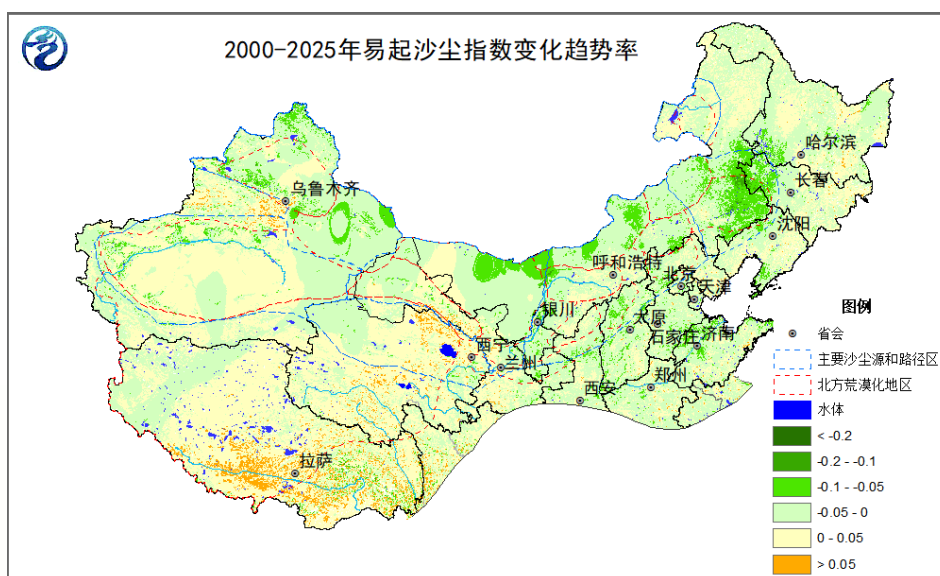 2000-2025年易起沙尘指数变化趋势率
哈尔滨
长春
乌鲁木齐
沈阳
呼和浩特
北京
天津
银川
太原
石家庄
济南
西宁
兰州
郑州
西安
拉萨
图例
省会
主要沙尘源和路径区
北方荒漠化地区
水体
< -0.2
-0.2 - -0.1
-0.1 - -0.05
-0.05 - 0
0 - 0.05
> 0.05